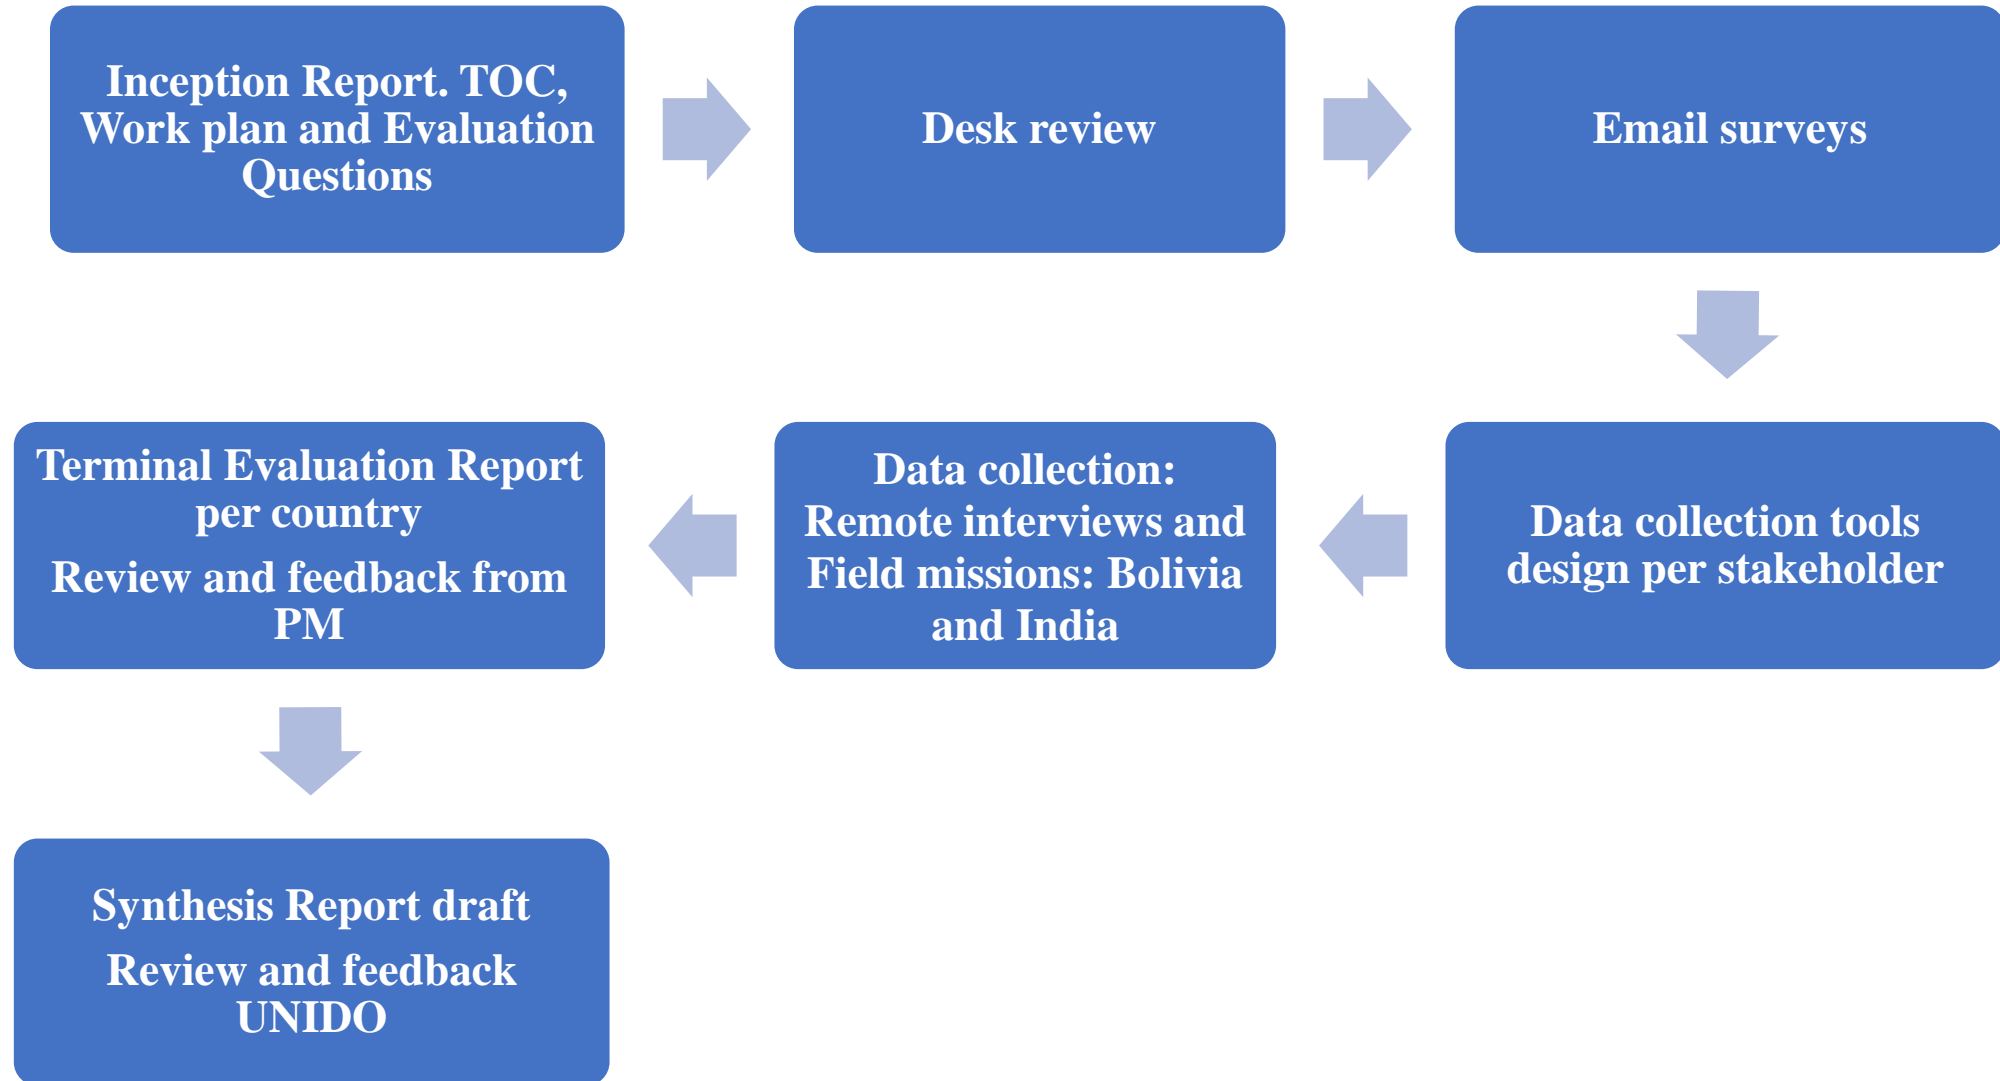 Inception Report. TOC,
Work plan and Evaluation
Questions
Desk review
Email surveys
Data collection tools
design per stakeholder
Data collection:
Remote interviews and
Field missions: Bolivia
and India
Terminal Evaluation Report
per country
Review and feedback from
PM
Synthesis Report draft
Review and feedback
UNIDO